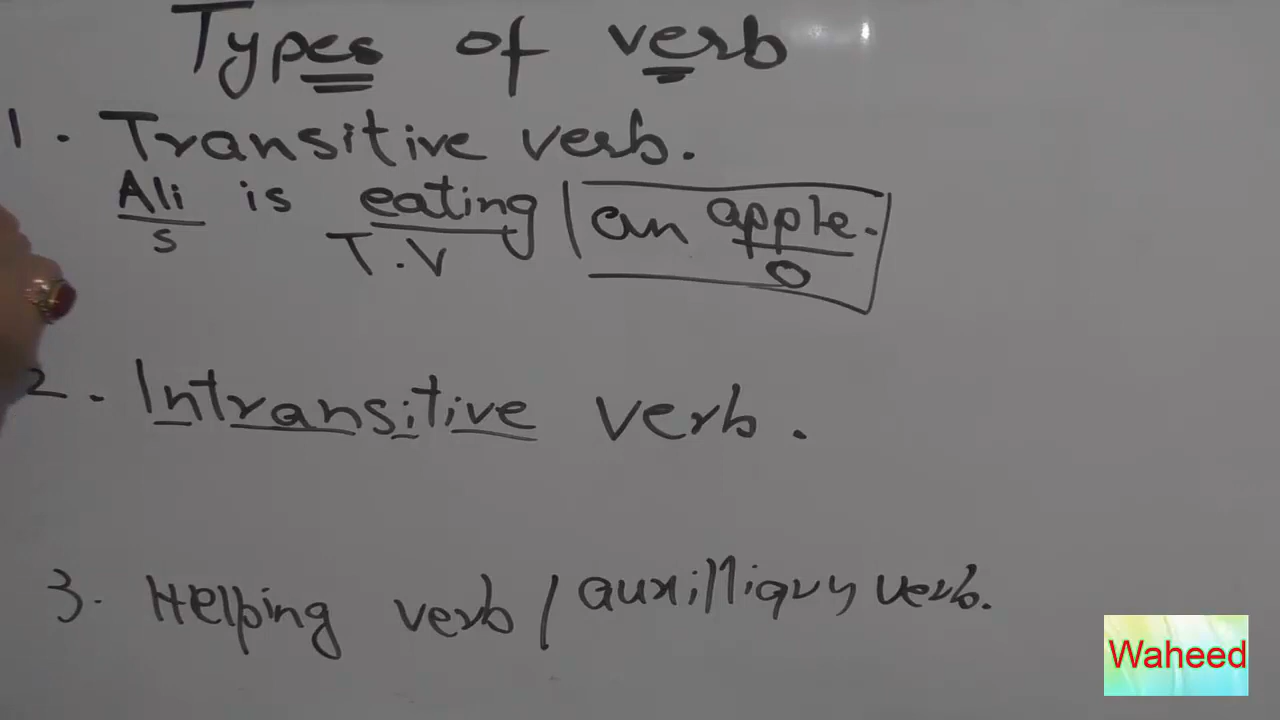 Types of verb
1. Transitive verb.
Ali is eating | an apple.
S T.V O
2. Intransitive verb.
3. Helping verb / auxilliary verb.
Waheed